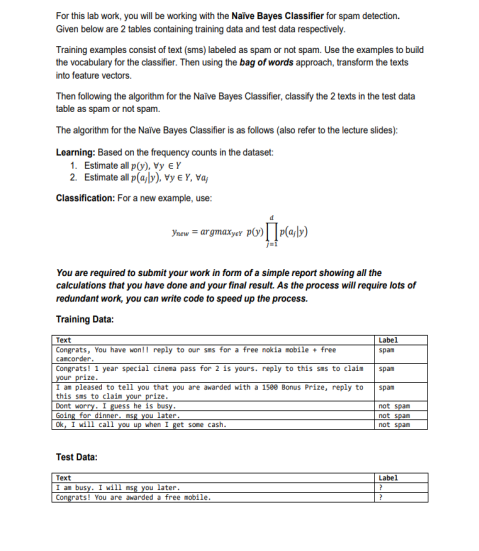 For this lab work, you will be working with the Naïve Bayes Classifier for spam detection.
Given below are 2 tables containing training data and test data respectively.
Training examples consist of text (sms) labeled as spam or not spam. Use the examples to build
the vocabulary for the classifier. Then using the bag of words approach, transform the texts
into feature vectors.
Then following the algorithm for the Naïve Bayes Classifier, classify the 2 texts in the test data
table as spam or not spam.
The algorithm for the Naïve Bayes Classifier is as follows (also refer to the lecture slides):
Learning: Based on the frequency counts in the dataset:
1. Estimate all p(y), ∀y ∈ Y
2. Estimate all p(aⱼ|y), ∀y ∈ Y, ∀aⱼ
Classification: For a new example, use:
y_new = argmax_{y∈Y} p(y) ∏_{j=1}^{d} p(aⱼ|y)
You are required to submit your work in form of a simple report showing all the
calculations that you have done and your final result. As the process will require lots of
redundant work, you can write code to speed up the process.
Training Data:
Text Label
Congrats, You have won!! reply to our sms for a free nokia mobile + free spam
camcorder.
Congrats! 1 year special cinema pass for 2 is yours. reply to this sms to claim spam
your prize.
I am pleased to tell you that you are awarded with a 1500 Bonus Prize, reply to spam
this sms to claim your prize.
Dont worry. I guess he is busy. not spam
Going for dinner. msg you later. not spam
Ok, I will call you up when I get some cash. not spam
Test Data:
Text Label
I am busy. I will msg you later. ?
Congrats! You are awarded a free mobile. ?